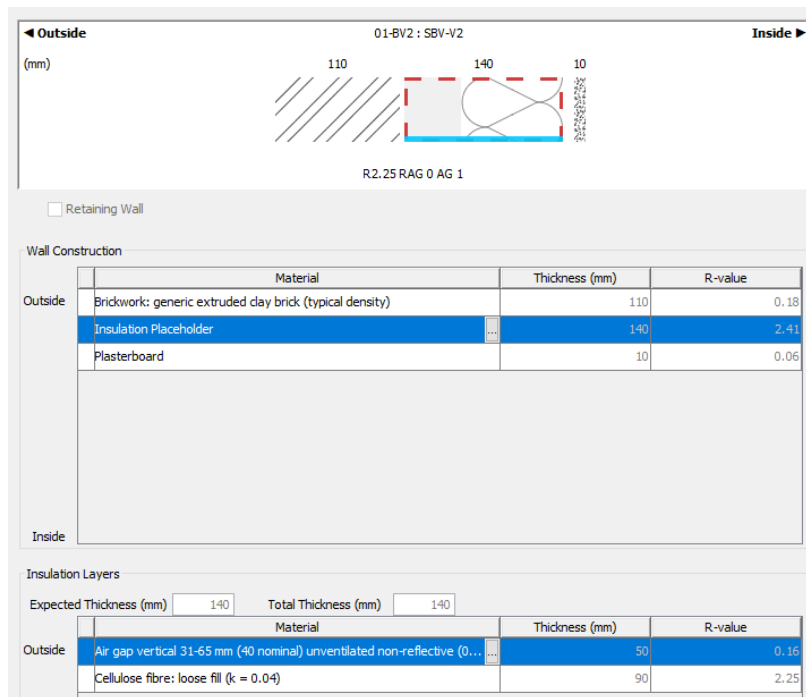 ◄ Outside 01-BV2 : SBV-V2 Inside ►
(mm) 110 140 10
R2.25 RAG 0 AG 1
Retaining Wall
Wall Construction
Material Thickness (mm) R-value
Outside Brickwork: generic extruded clay brick (typical density) 110 0.18
Insulation Placeholder ... 140 2.41
Plasterboard 10 0.06
Inside
Insulation Layers
Expected Thickness (mm) 140 Total Thickness (mm) 140
Material Thickness (mm) R-value
Outside Air gap vertical 31-65 mm (40 nominal) unventilated non-reflective (0... ... 50 0.16
Cellulose fibre: loose fill (k = 0.04) 90 2.25